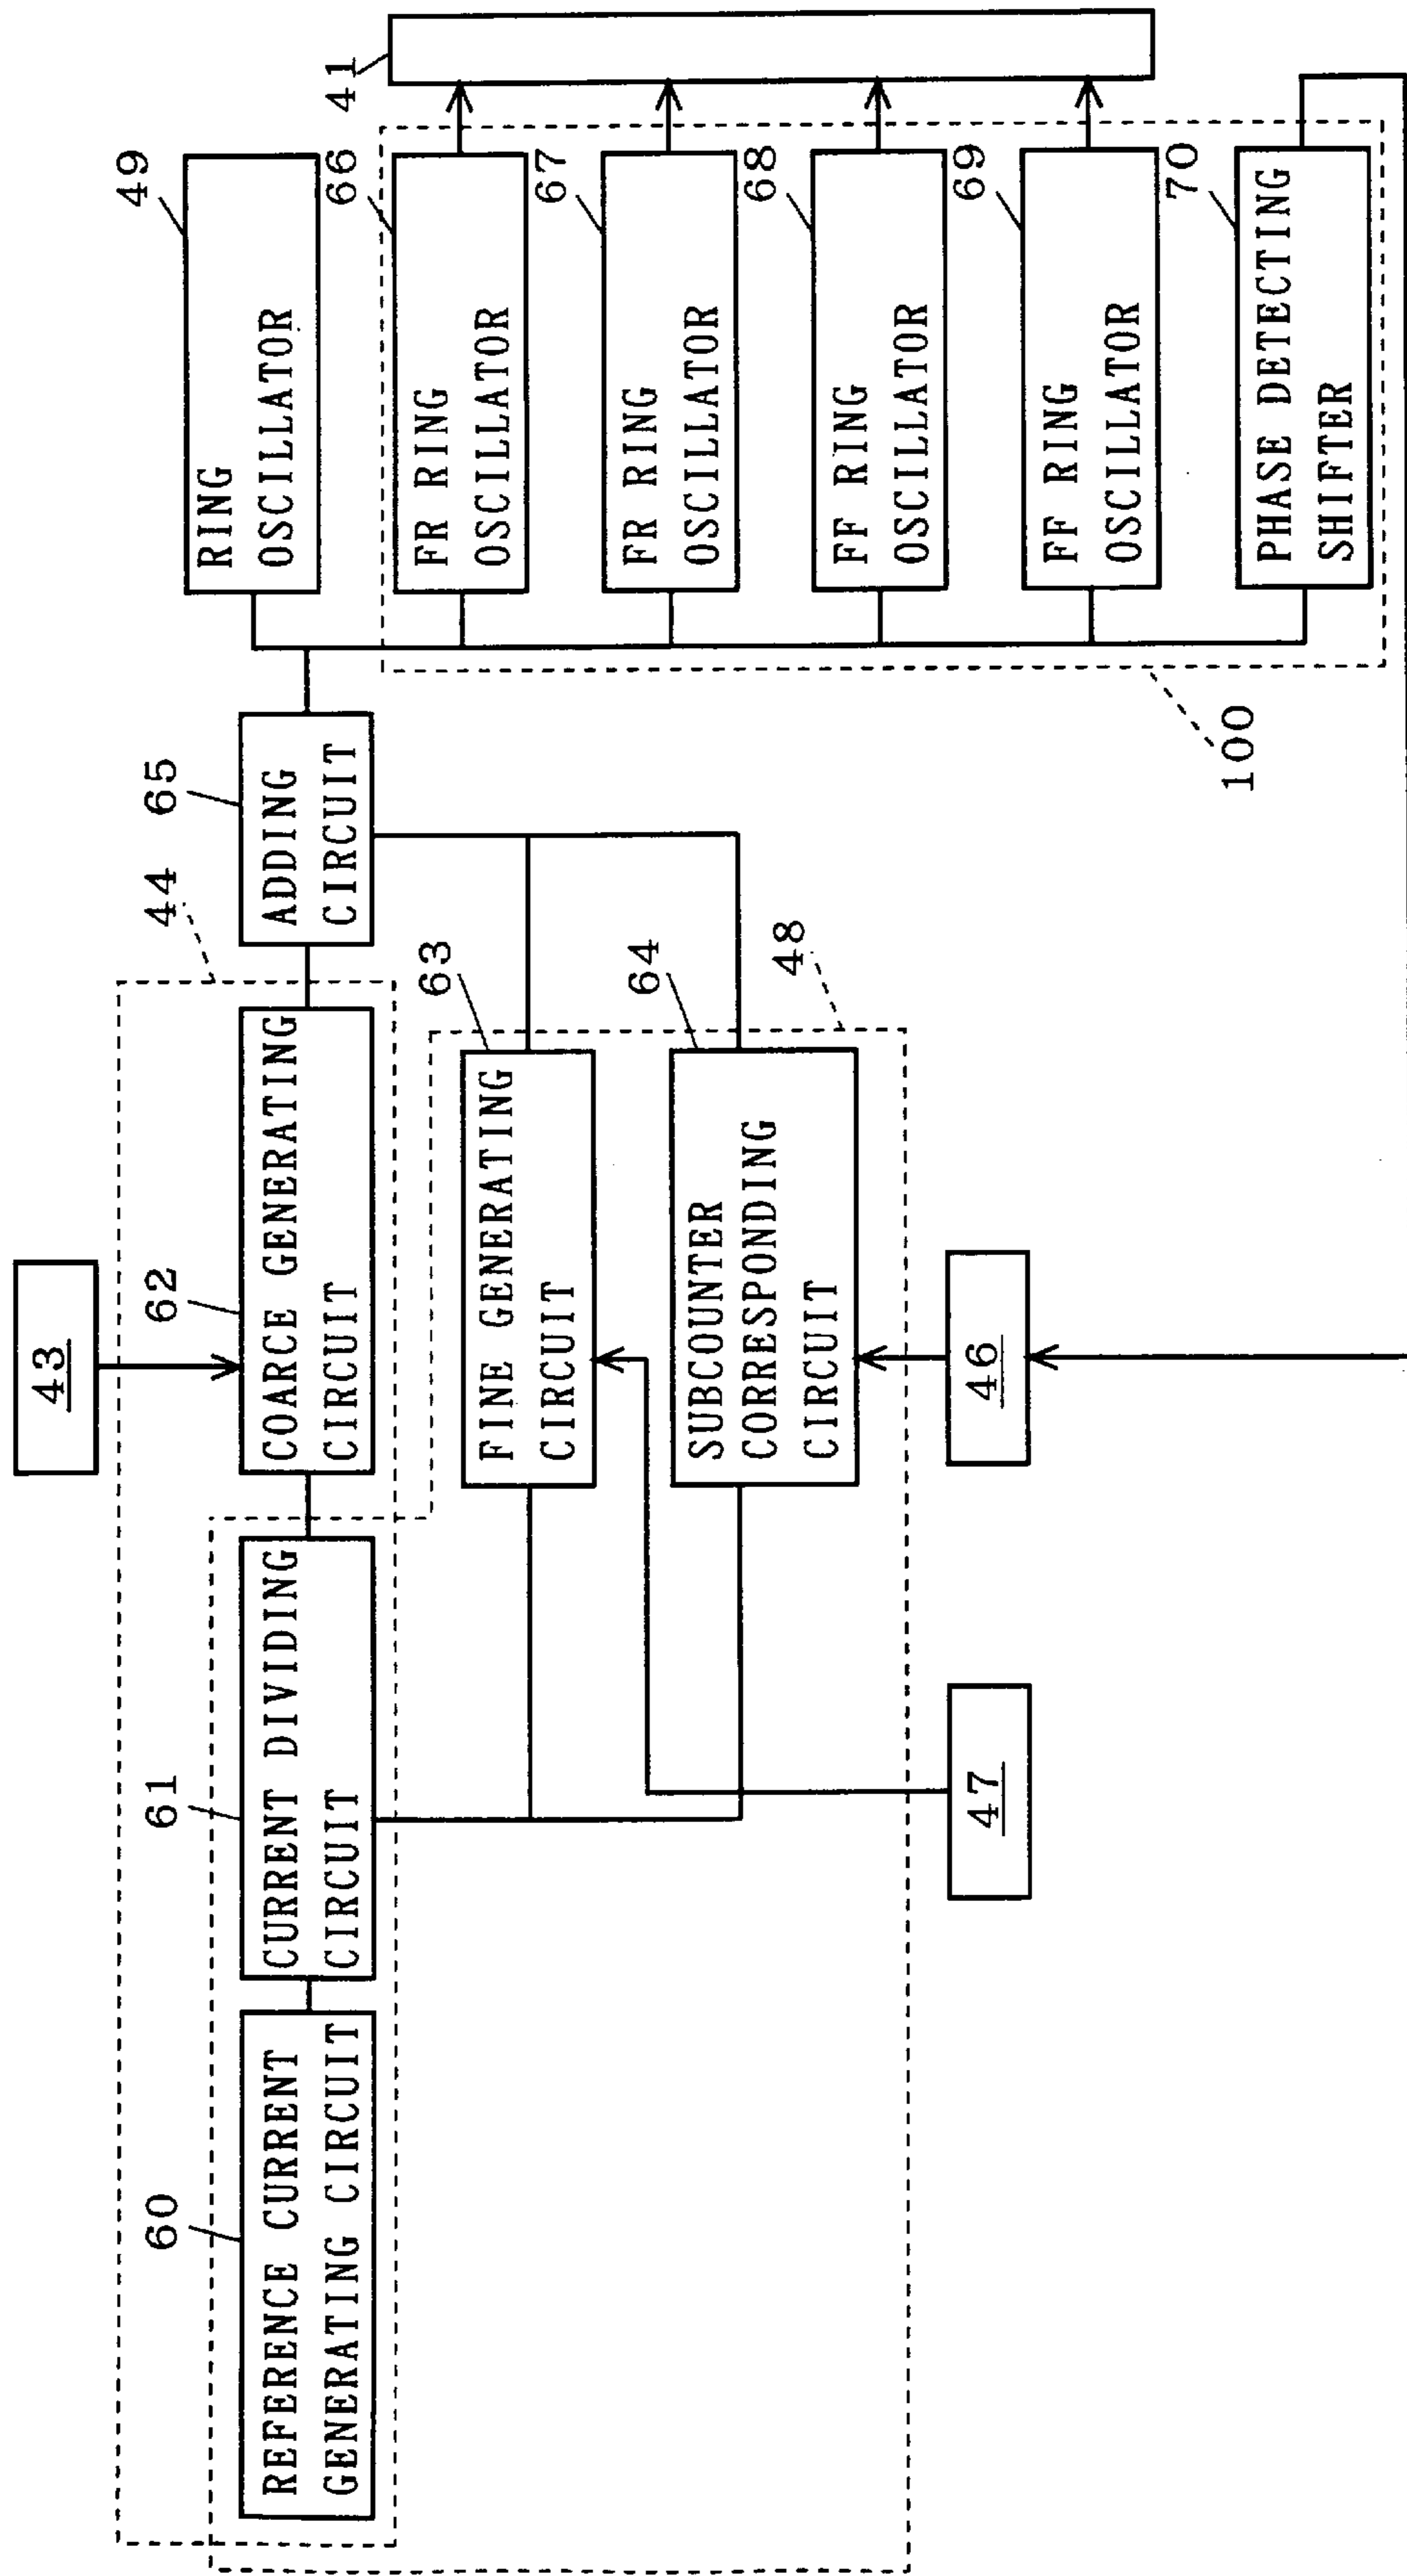 43
44
60
REFERENCE CURRENT
GENERATING CIRCUIT
61
CURRENT DIVIDING
CIRCUIT
62
COARCE GENERATING
CIRCUIT
65
ADDING
CIRCUIT
49
RING
OSCILLATOR
41
66
FR RING
OSCILLATOR
67
FR RING
OSCILLATOR
68
FF RING
OSCILLATOR
69
FF RING
OSCILLATOR
70
PHASE DETECTING
SHIFTER
100
63
FINE GENERATING
CIRCUIT
64
SUBCOUNTER
CORRESPONDING
CIRCUIT
48
47
46